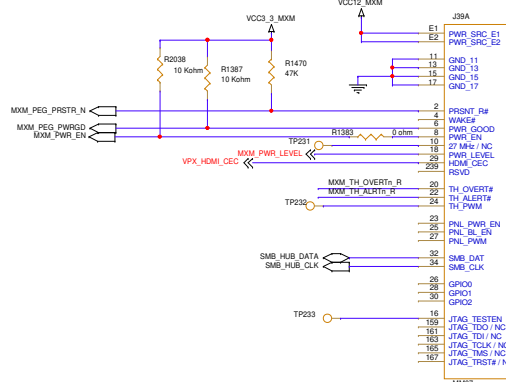 VCC12_MXM
VCC3_3_MXM
J39A
E1 PWR_SRC_E1
E2 PWR_SRC_E2
R2038
10 Kohm
R1387
10 Kohm
R1470
47K
11 GND_11
13 GND_13
15 GND_15
17 GND_17
MXM_PEG_PRSTR_N 2 PRSNT_R#
4 WAKE#
MXM_PEG_PWRGD 6 PWR_GOOD
MXM_PWR_EN R1383 0 ohm 8 PWR_EN
TP231 10 27 MHz / NC
MXM_PWR_LEVEL 18 PWR_LEVEL
VPX_HDMI_CEC 29 HDMI_CEC
239 RSVD
MXM_TH_OVERTn_R 20 TH_OVERT#
MXM_TH_ALRTn_R 22 TH_ALERT#
TP232 24 TH_PWM
23 PNL_PWR_EN
25 PNL_BL_EN
27 PNL_PWM
SMB_HUB_DATA 32 SMB_DAT
SMB_HUB_CLK 34 SMB_CLK
26 GPIO0
28 GPIO1
30 GPIO2
TP233 16 JTAG_TESTEN
159 JTAG_TDO / NC
161 JTAG_TDI / NC
163 JTAG_TCLK / NC
165 JTAG_TMS / NC
167 JTAG_TRST# / N